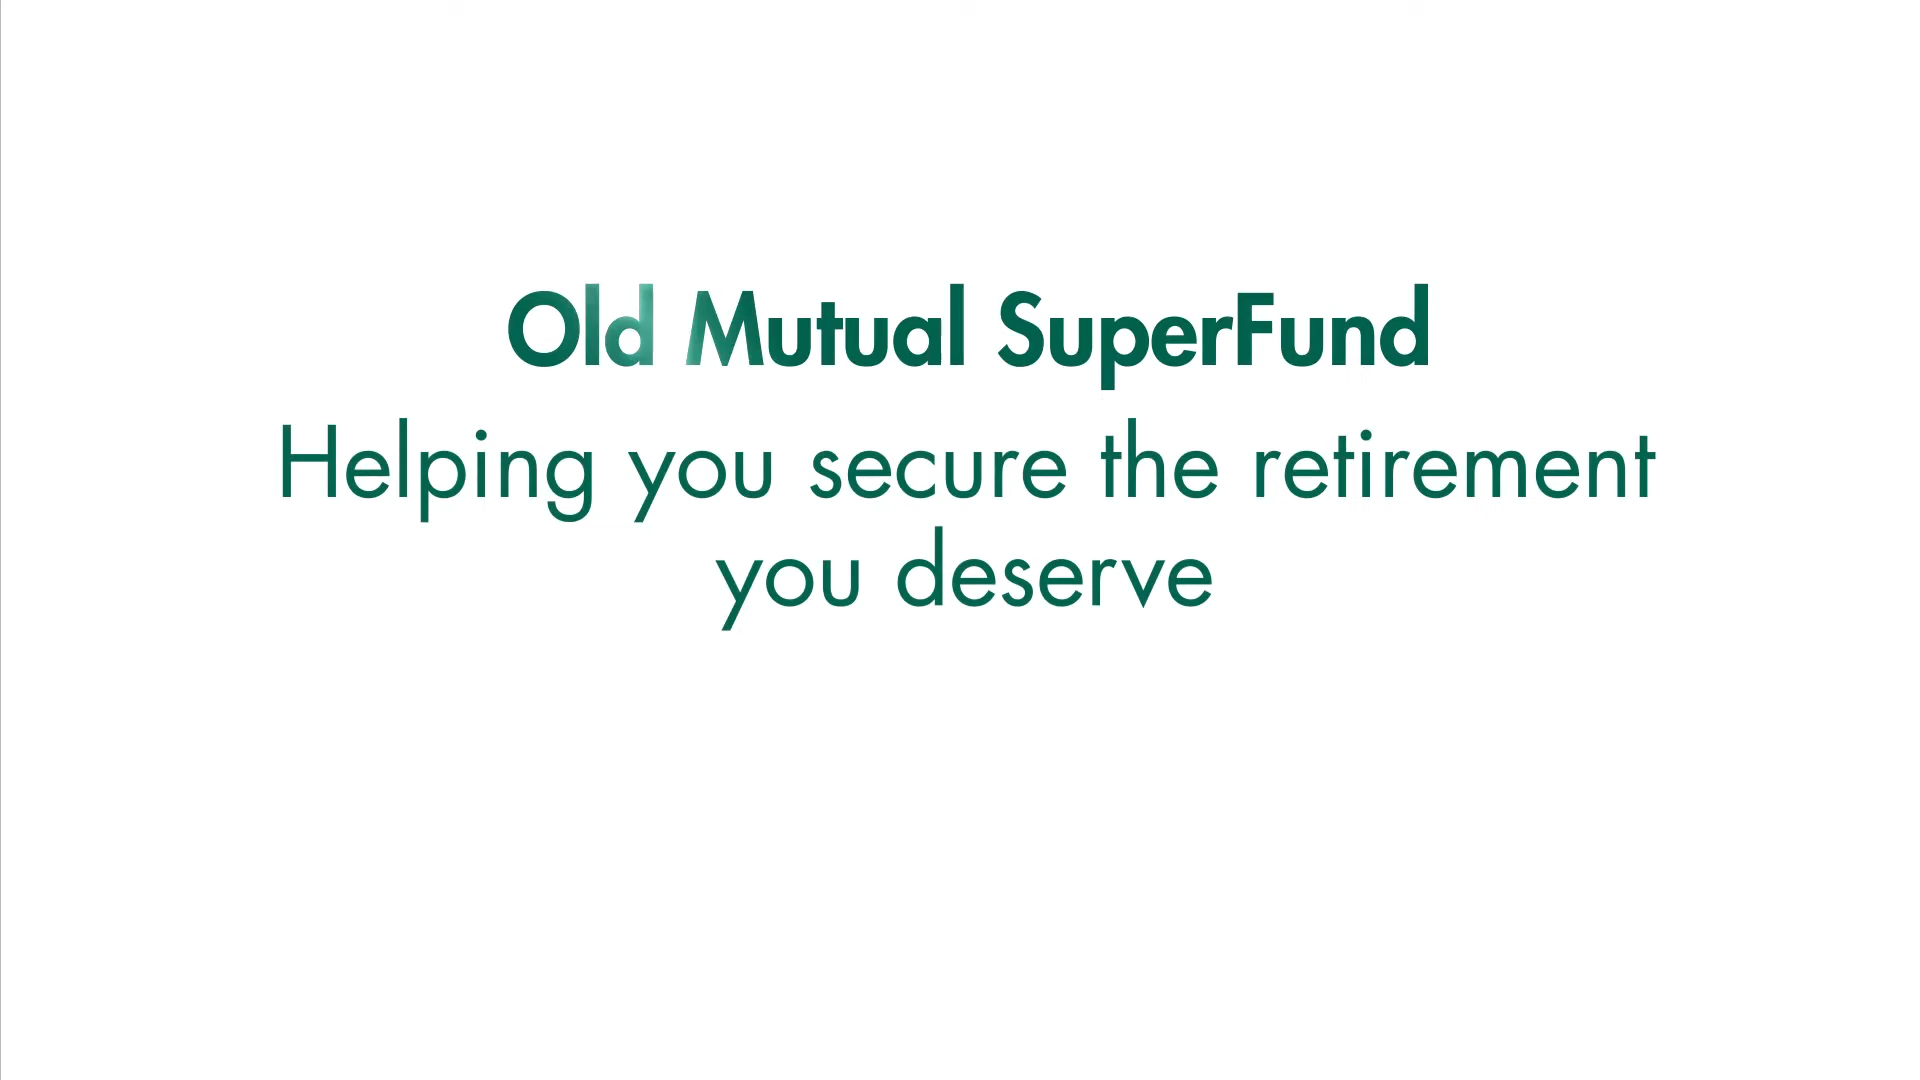 Old Mutual SuperFund
Helping you secure the retirement
you deserve